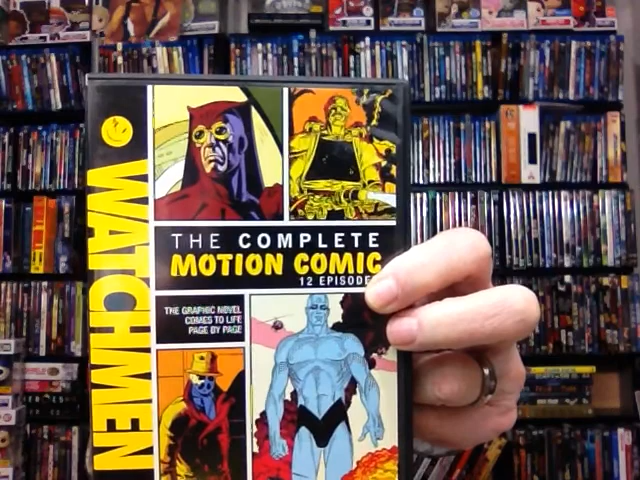 WATCHMEN
THE COMPLETE
MOTION COMIC
12 EPISODES
THE GRAPHIC NOVEL
COMES TO LIFE
PAGE BY PAGE